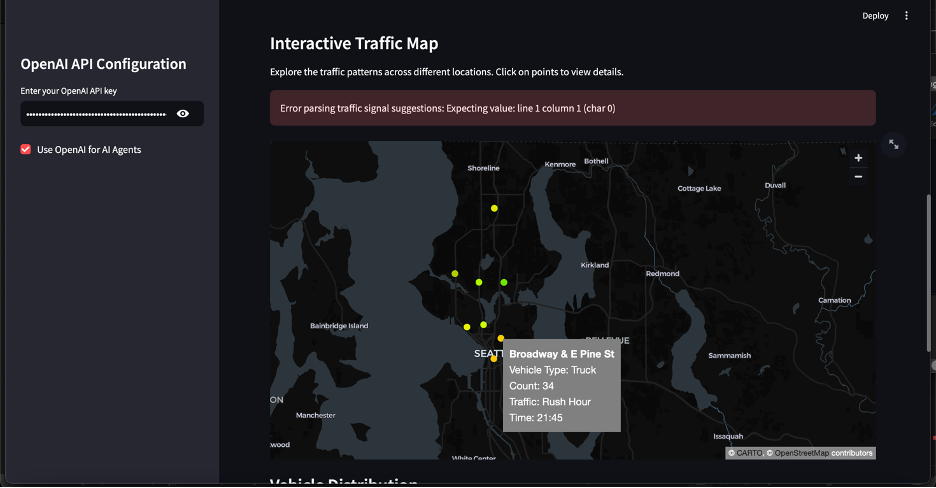 Deploy
OpenAI API Configuration
Enter your OpenAI API key
Use OpenAI for AI Agents
Interactive Traffic Map
Explore the traffic patterns across different locations. Click on points to view details.
Error parsing traffic signal suggestions: Expecting value: line 1 column 1 (char 0)
+
−
Shoreline
Kenmore
Bothell
Cottage Lake
Duvall
Kirkland
Redmond
Carnation
Bainbridge Island
SEATT
Sammamish
ON
Manchester
wood
Issaquah
White Center
Broadway & E Pine St
Vehicle Type: Truck
Count: 34
Traffic: Rush Hour
Time: 21:45
© CARTO, © OpenStreetMap contributors
Vehicle Distribution